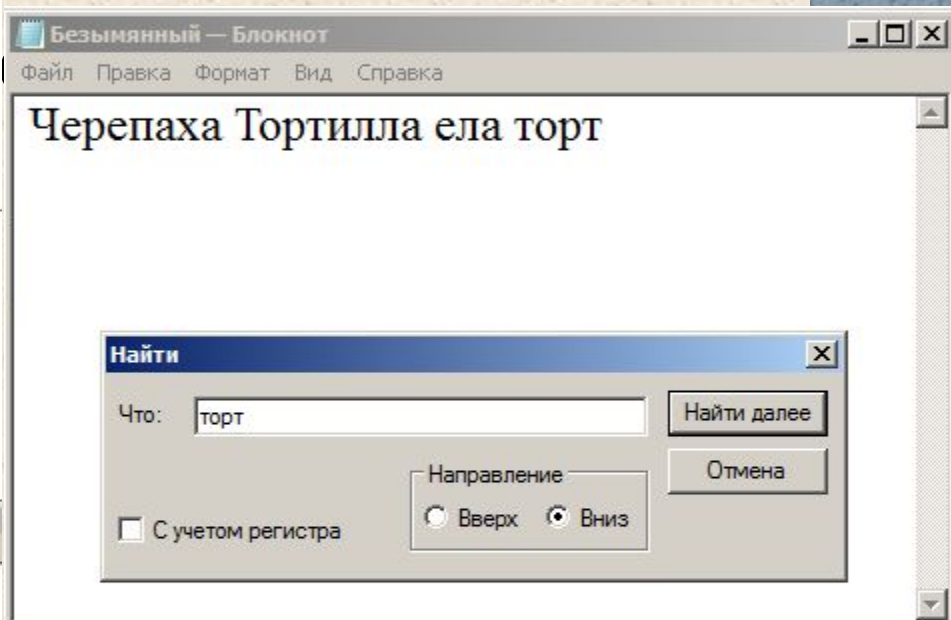 Безымянный — Блокнот
Файл Правка Формат Вид Справка
Черепаха Тортилла ела торт
Найти
Что: торт
Найти далее
Направление
Отмена
С учетом регистра
Вверх Вниз